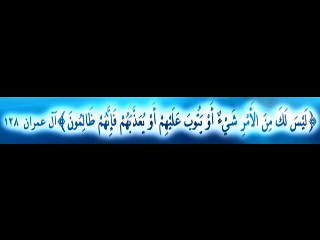 ﴿لَيْسَ لَكَ مِنَ الْأَمْرِ شَيْءٌ أَوْ يَتُوبَ عَلَيْهِمْ أَوْ يُعَذِّبَهُمْ فَإِنَّهُمْ ظَالِمُونَ﴾ آل عمران ١٢٨